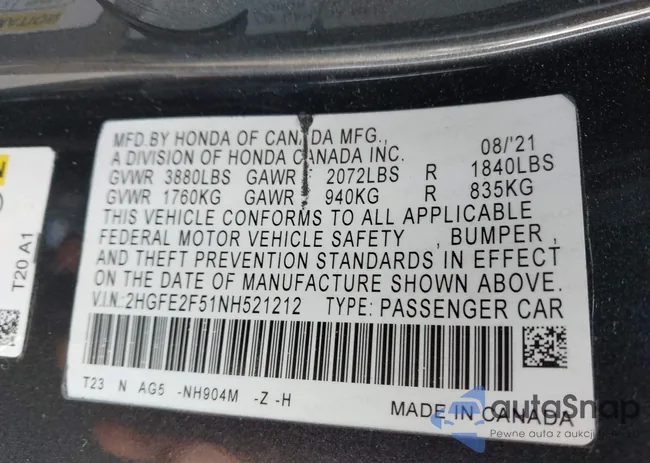 MFD.BY HONDA OF CANADA MFG., 08/'21
A DIVISION OF HONDA CANADA INC.
GVWR 3880LBS GAWR F 2072LBS R 1840LBS
GVWR 1760KG GAWR F 940KG R 835KG
THIS VEHICLE CONFORMS TO ALL APPLICABLE
FEDERAL MOTOR VEHICLE SAFETY , BUMPER ,
AND THEFT PREVENTION STANDARDS IN EFFECT
ON THE DATE OF MANUFACTURE SHOWN ABOVE.
V.I.N.:2HGFE2F51NH521212 TYPE: PASSENGER CAR
T23 N AG5 -NH904M -Z -H
MADE IN CANADA
T20 A1
autoSnap
Pewne auta z aukcji